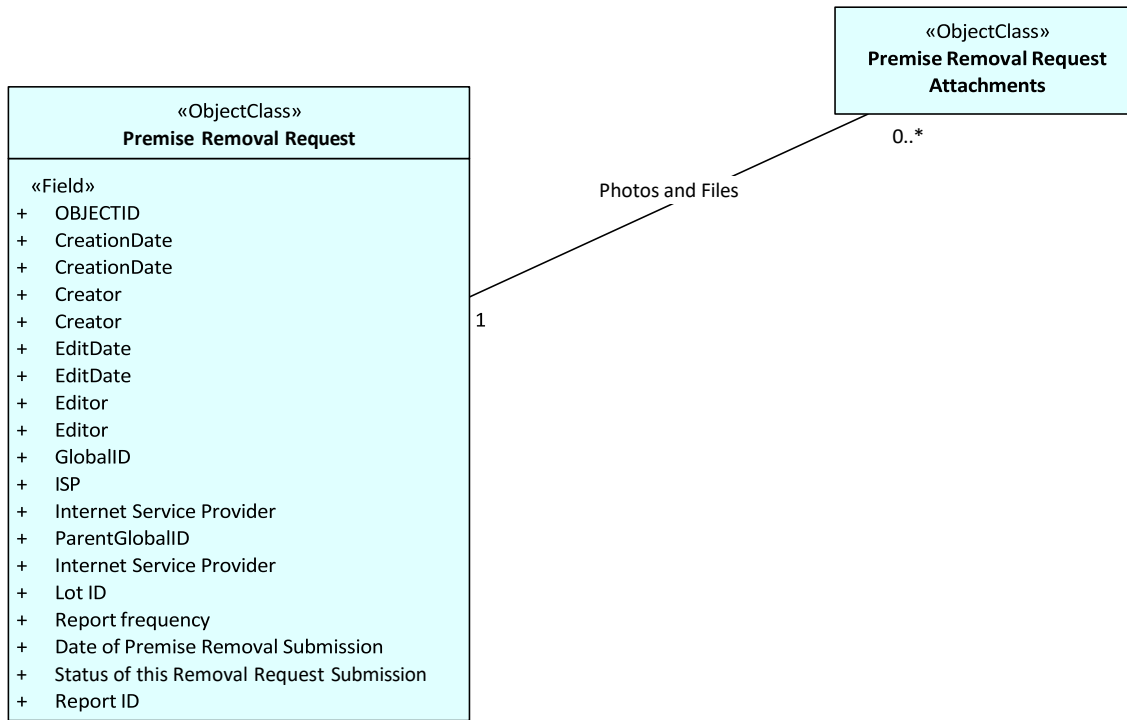 «ObjectClass»
Premise Removal Request
Attachments
0..*
Photos and Files
1
«ObjectClass»
Premise Removal Request
«Field»
+ OBJECTID
+ CreationDate
+ CreationDate
+ Creator
+ Creator
+ EditDate
+ EditDate
+ Editor
+ Editor
+ GlobalID
+ ISP
+ Internet Service Provider
+ ParentGlobalID
+ Internet Service Provider
+ Lot ID
+ Report frequency
+ Date of Premise Removal Submission
+ Status of this Removal Request Submission
+ Report ID